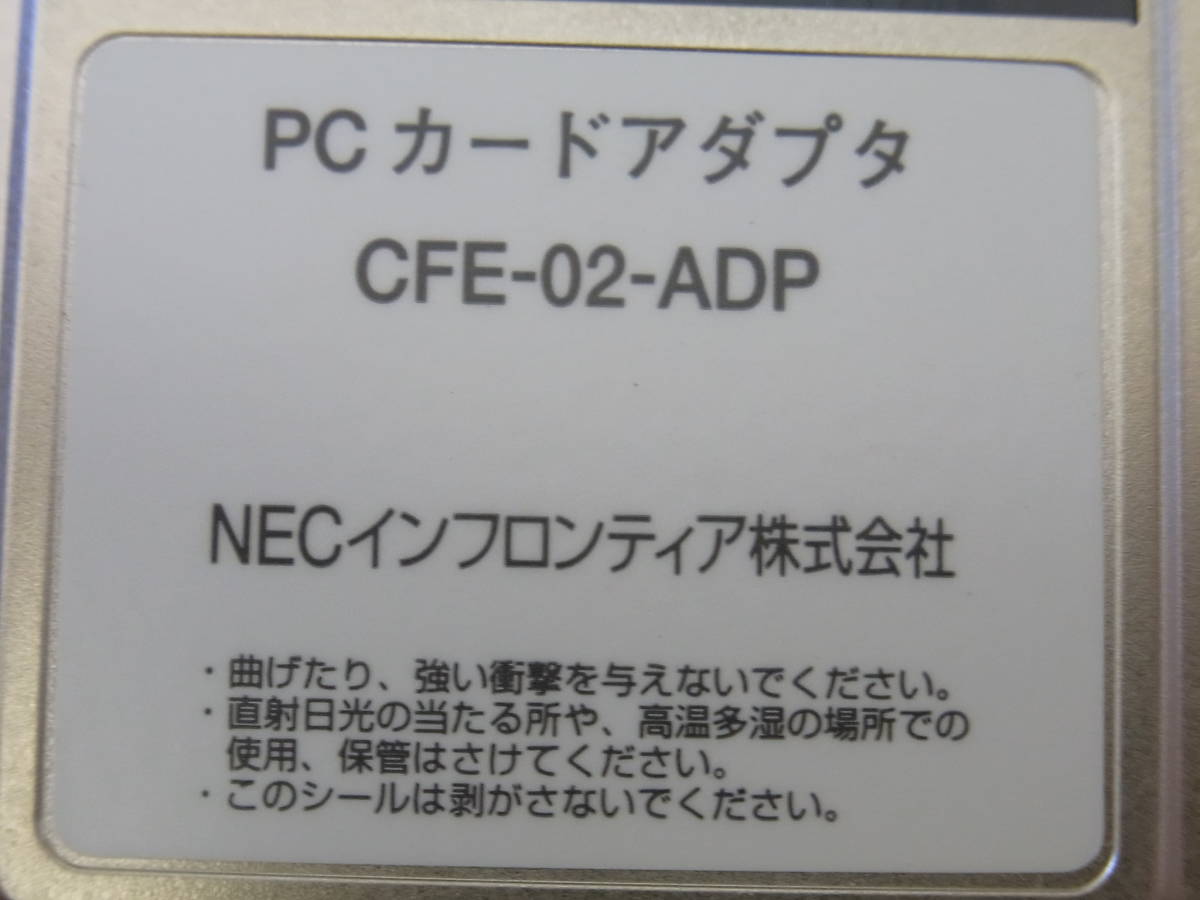 PCカードアダプタ
CFE-02-ADP
NECインフロンティア株式会社
・曲げたり、強い衝撃を与えないでください。
・直射日光の当たる所や、高温多湿の場所での
使用、保管はさけてください。
・このシールは剥がさないでください。